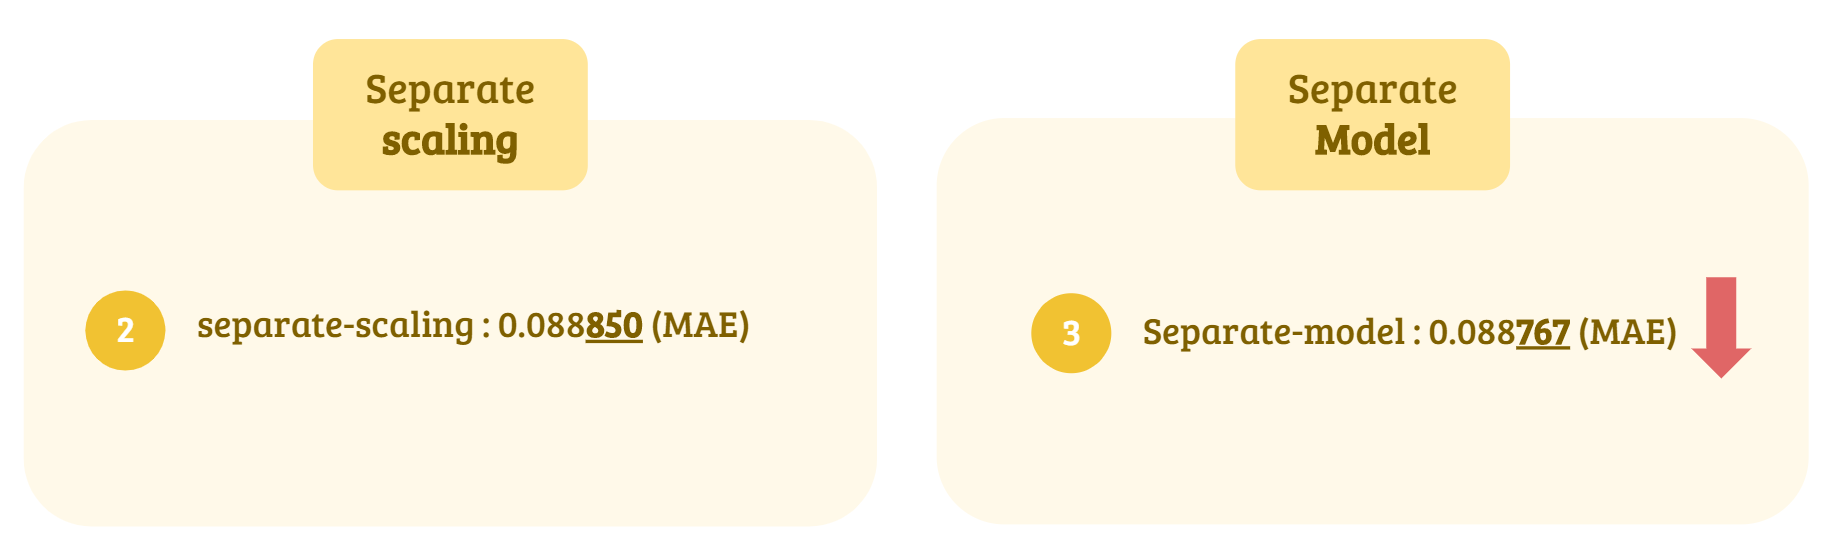 Separate
scaling
2
separate-scaling : 0.088850 (MAE)
Separate
Model
3
Separate-model : 0.088767 (MAE)